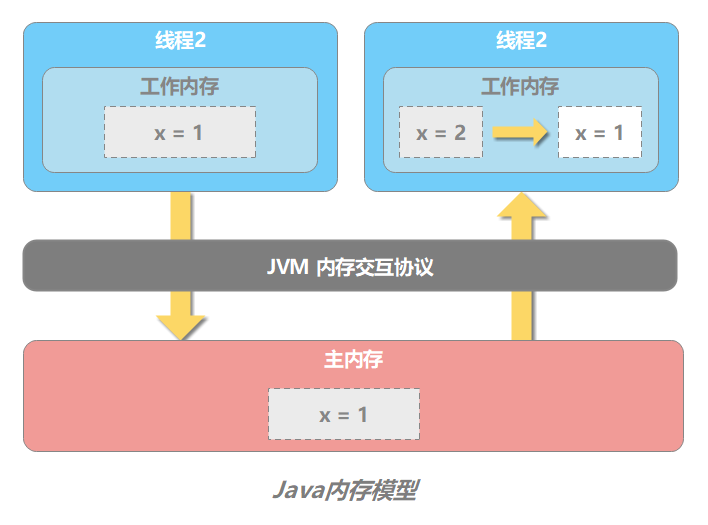 线程2
工作内存
x = 1
线程2
工作内存
x = 2
x = 1
JVM 内存交互协议
主内存
x = 1
Java内存模型